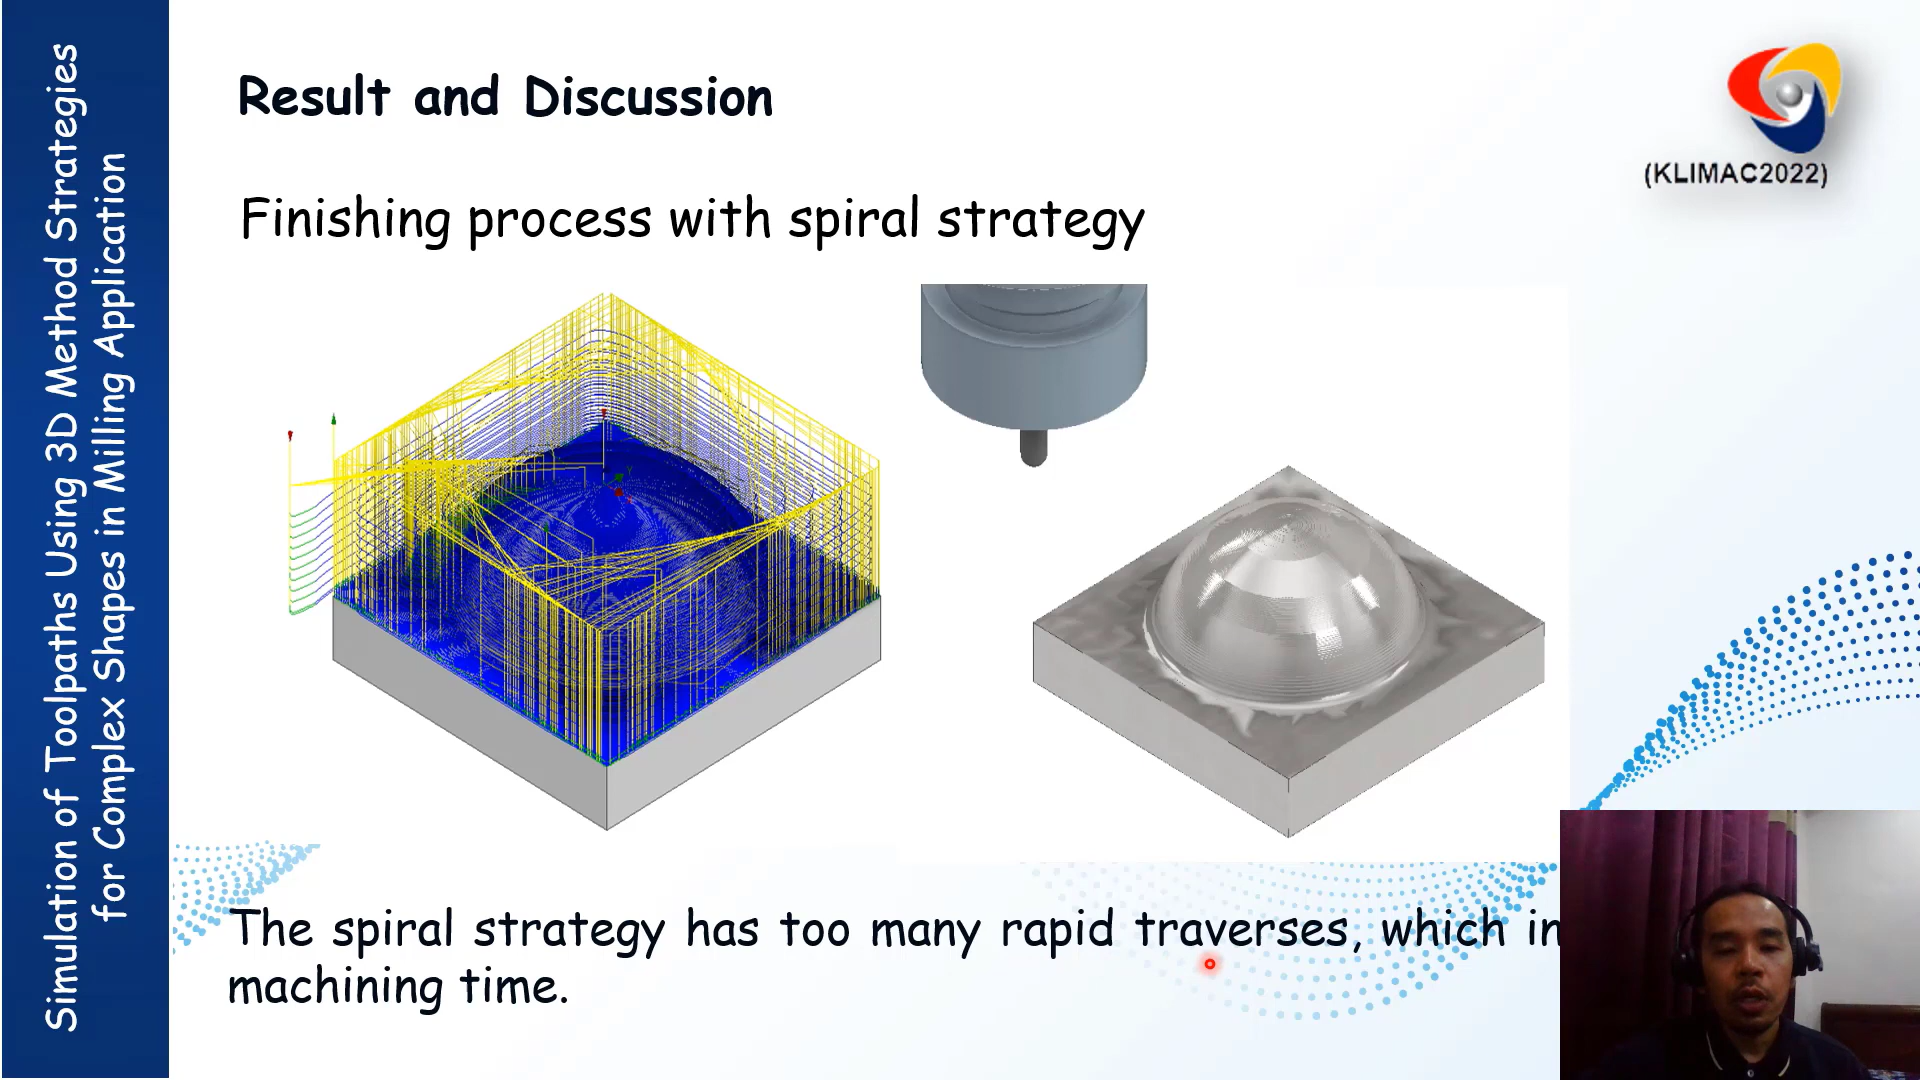 Simulation of Toolpaths Using 3D Method Strategies
for Complex Shapes in Milling Application
Result and Discussion
(KLIMAC2022)
Finishing process with spiral strategy
The spiral strategy has too many rapid traverses, which in
machining time.